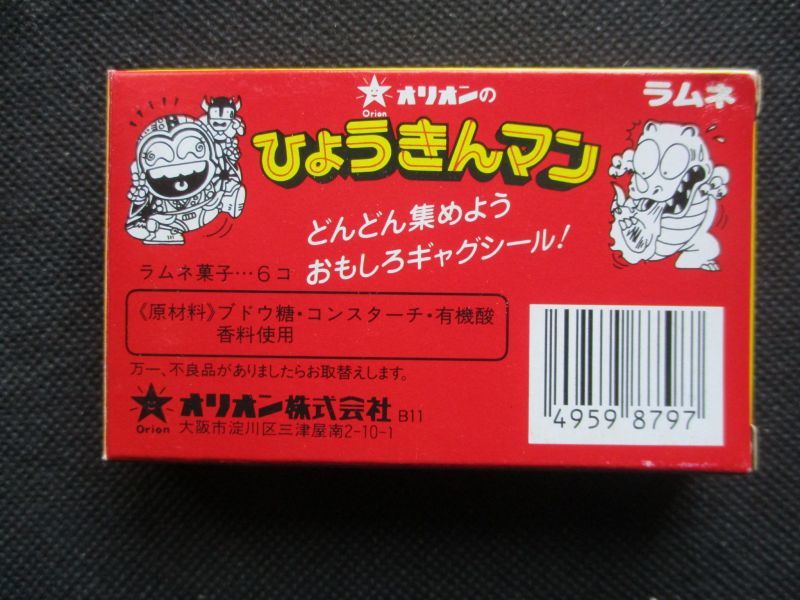 オリオンの
Orion
ラムネ
ひょうきんマン
どんどん集めよう
おもしろギャグシール!
ラムネ菓子…6コ
《原材料》ブドウ糖・コンスターチ・有機酸
香料使用
万一、不良品がありましたらお取替えします。
オリオン株式会社 B11
Orion 大阪市淀川区三津屋南2-10-1
4959 8797